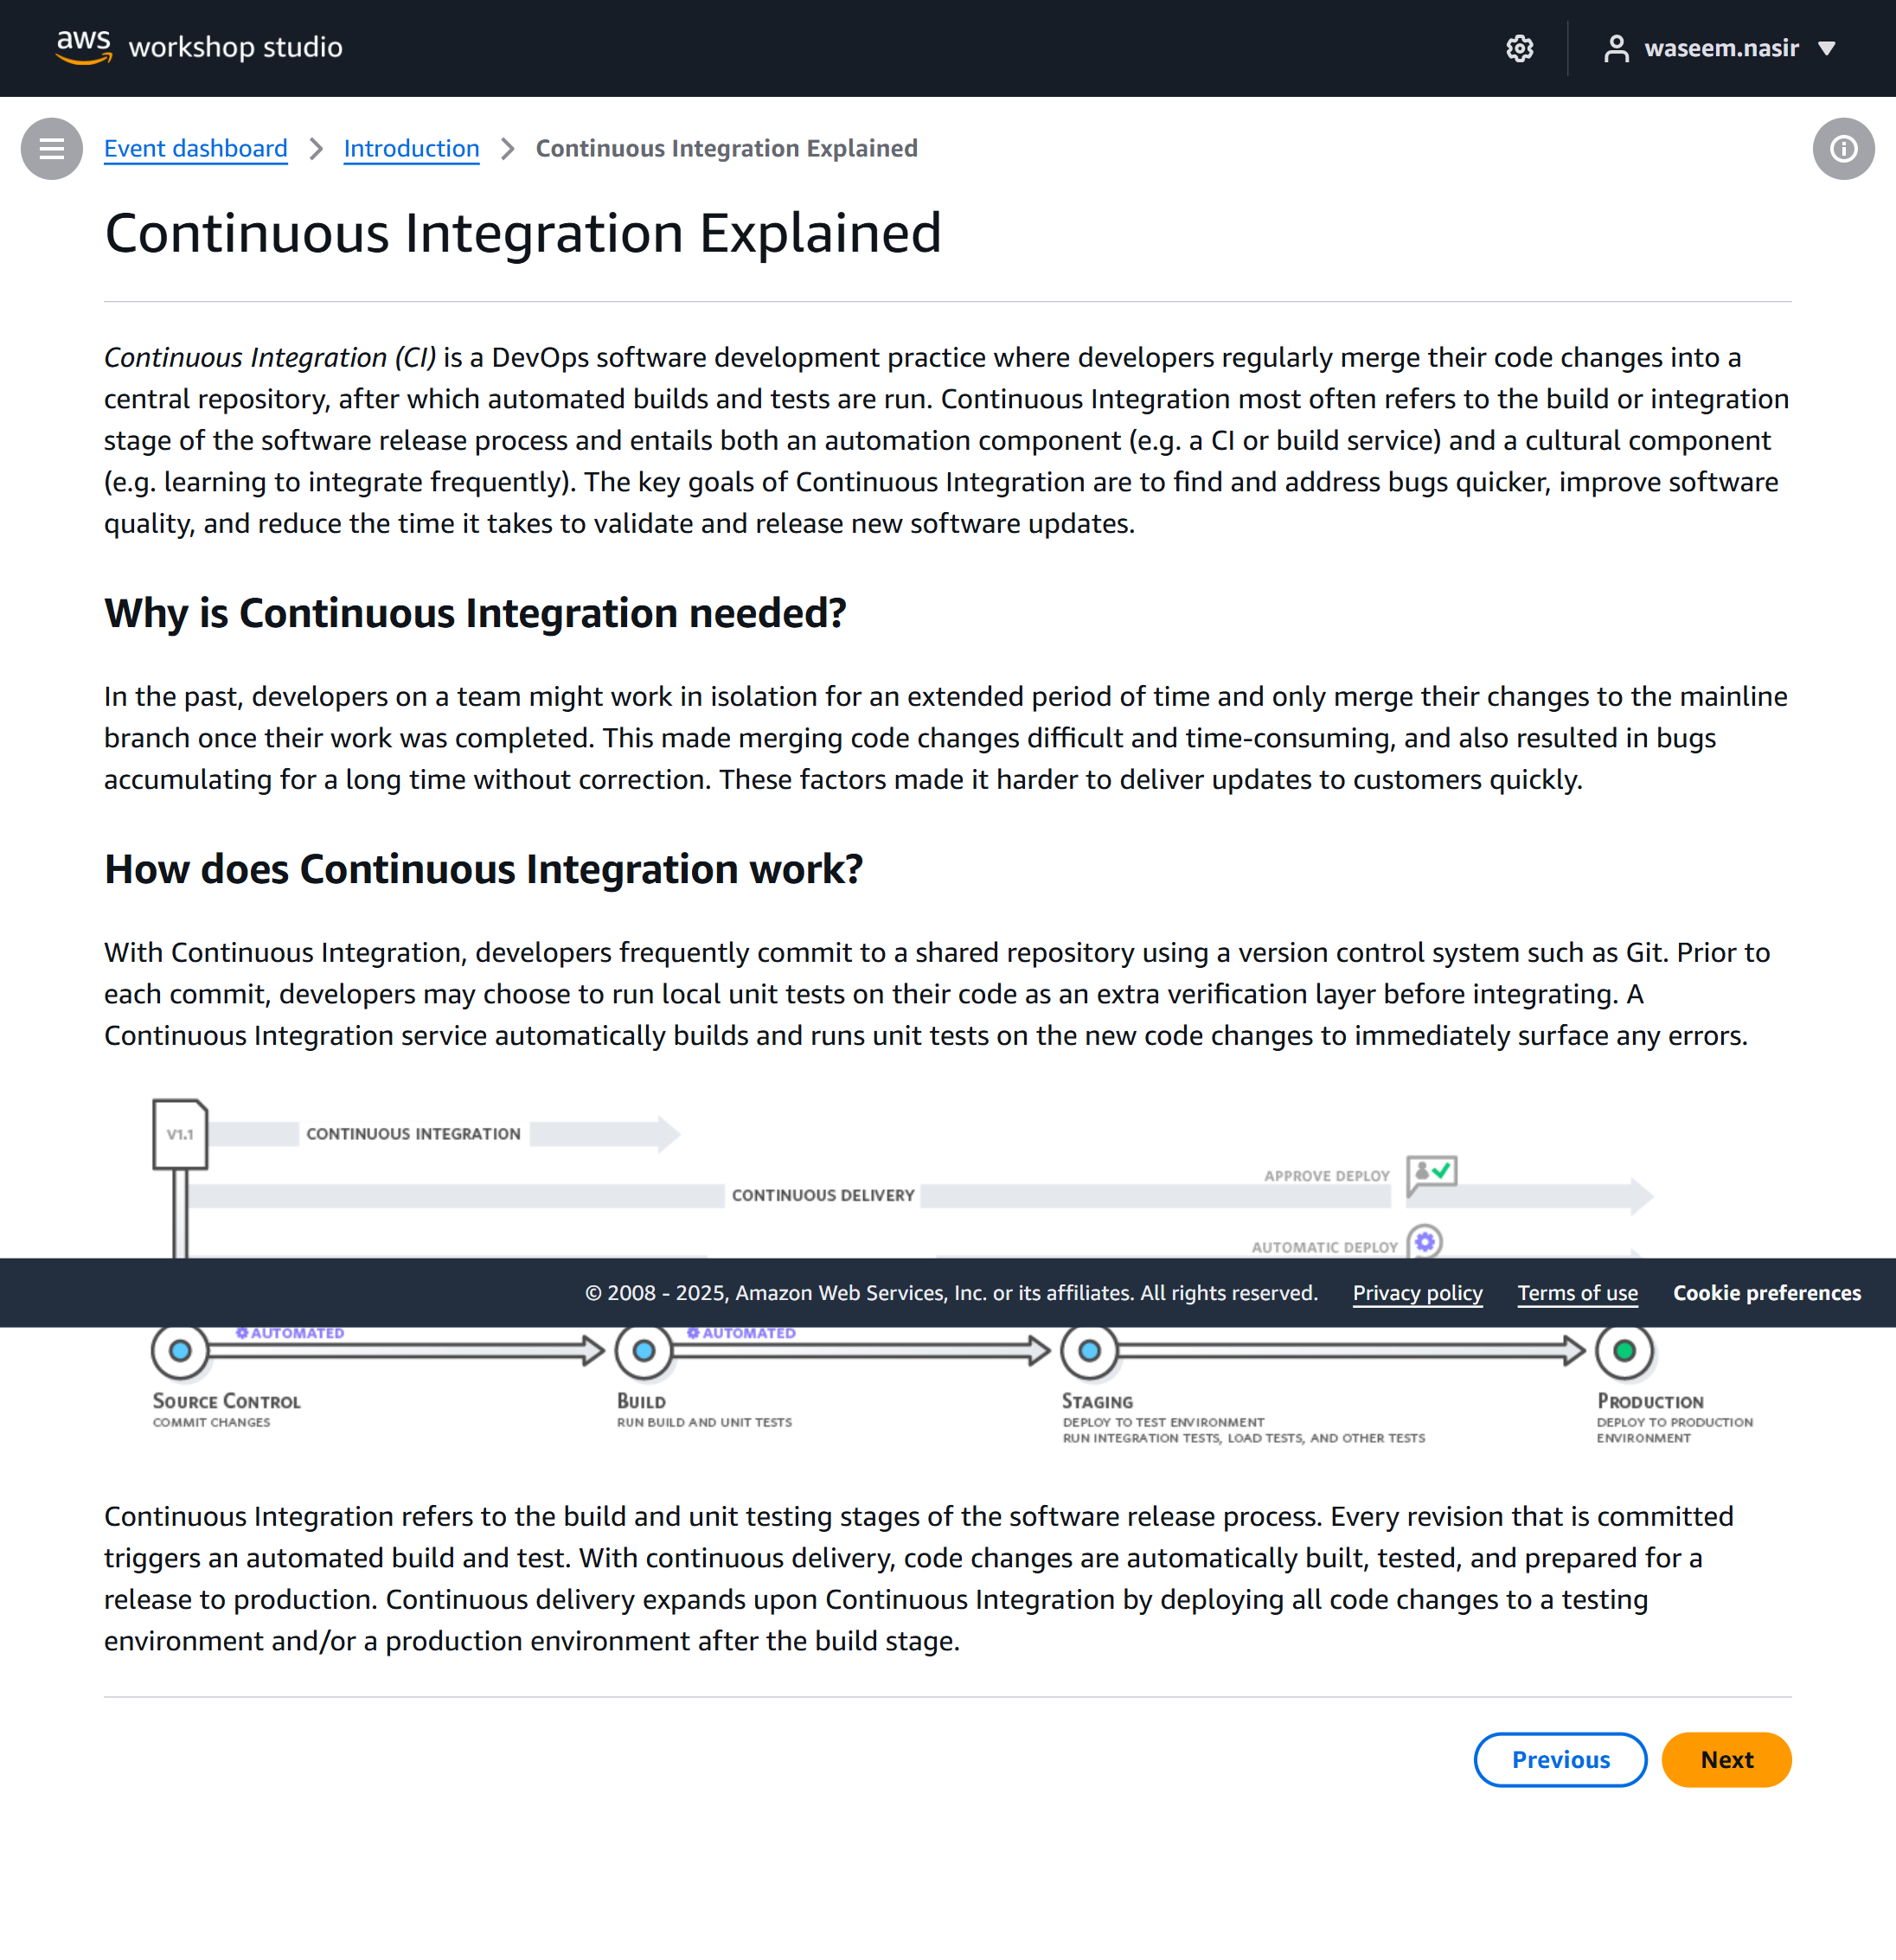 aws workshop studio
waseem.nasir
Event dashboard > Introduction > Continuous Integration Explained
Continuous Integration Explained
Continuous Integration (CI) is a DevOps software development practice where developers regularly merge their code changes into a
central repository, after which automated builds and tests are run. Continuous Integration most often refers to the build or integration
stage of the software release process and entails both an automation component (e.g. a CI or build service) and a cultural component
(e.g. learning to integrate frequently). The key goals of Continuous Integration are to find and address bugs quicker, improve software
quality, and reduce the time it takes to validate and release new software updates.
Why is Continuous Integration needed?
In the past, developers on a team might work in isolation for an extended period of time and only merge their changes to the mainline
branch once their work was completed. This made merging code changes difficult and time-consuming, and also resulted in bugs
accumulating for a long time without correction. These factors made it harder to deliver updates to customers quickly.
How does Continuous Integration work?
With Continuous Integration, developers frequently commit to a shared repository using a version control system such as Git. Prior to
each commit, developers may choose to run local unit tests on their code as an extra verification layer before integrating. A
Continuous Integration service automatically builds and runs unit tests on the new code changes to immediately surface any errors.
V1.1
CONTINUOUS INTEGRATION
APPROVE DEPLOY
CONTINUOUS DELIVERY
AUTOMATIC DEPLOY
© 2008 - 2025, Amazon Web Services, Inc. or its affiliates. All rights reserved. Privacy policy Terms of use Cookie preferences
AUTOMATED
AUTOMATED
SOURCE CONTROL
COMMIT CHANGES
BUILD
RUN BUILD AND UNIT TESTS
STAGING
DEPLOY TO TEST ENVIRONMENT
RUN INTEGRATION TESTS, LOAD TESTS, AND OTHER TESTS
PRODUCTION
DEPLOY TO PRODUCTION
ENVIRONMENT
Continuous Integration refers to the build and unit testing stages of the software release process. Every revision that is committed
triggers an automated build and test. With continuous delivery, code changes are automatically built, tested, and prepared for a
release to production. Continuous delivery expands upon Continuous Integration by deploying all code changes to a testing
environment and/or a production environment after the build stage.
Previous
Next